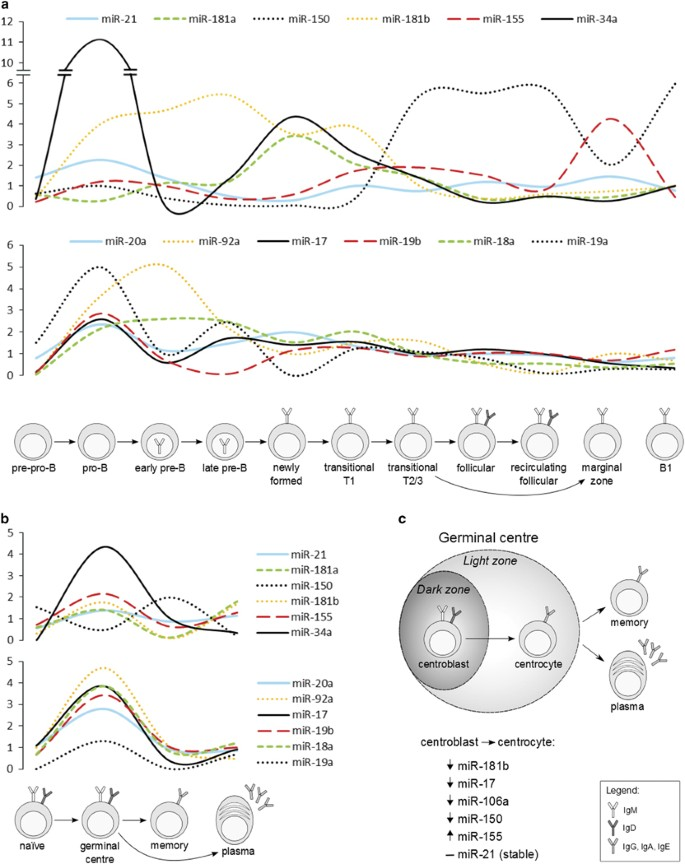 a
miR-21 miR-181a miR-150 miR-181b miR-155 miR-34a
12
11
10
6
5
4
3
2
1
0
miR-20a miR-92a miR-17 miR-19b miR-18a miR-19a
6
5
4
3
2
1
0
pre-pro-B pro-B early pre-B late pre-B newly formed transitional T1 transitional T2/3 follicular recirculating follicular marginal zone B1
b
5
4
3
2
1
0
miR-21
miR-181a
miR-150
miR-181b
miR-155
miR-34a
5
4
3
2
1
0
miR-20a
miR-92a
miR-17
miR-19b
miR-18a
miR-19a
naïve germinal centre memory plasma
c
Germinal centre
Light zone
Dark zone
centroblast centrocyte
memory
plasma
centroblast → centrocyte:
↓ miR-181b
↓ miR-17
↓ miR-106a
↓ miR-150
↑ miR-155
– miR-21 (stable)
Legend:
IgM
IgD
IgG, IgA, IgE